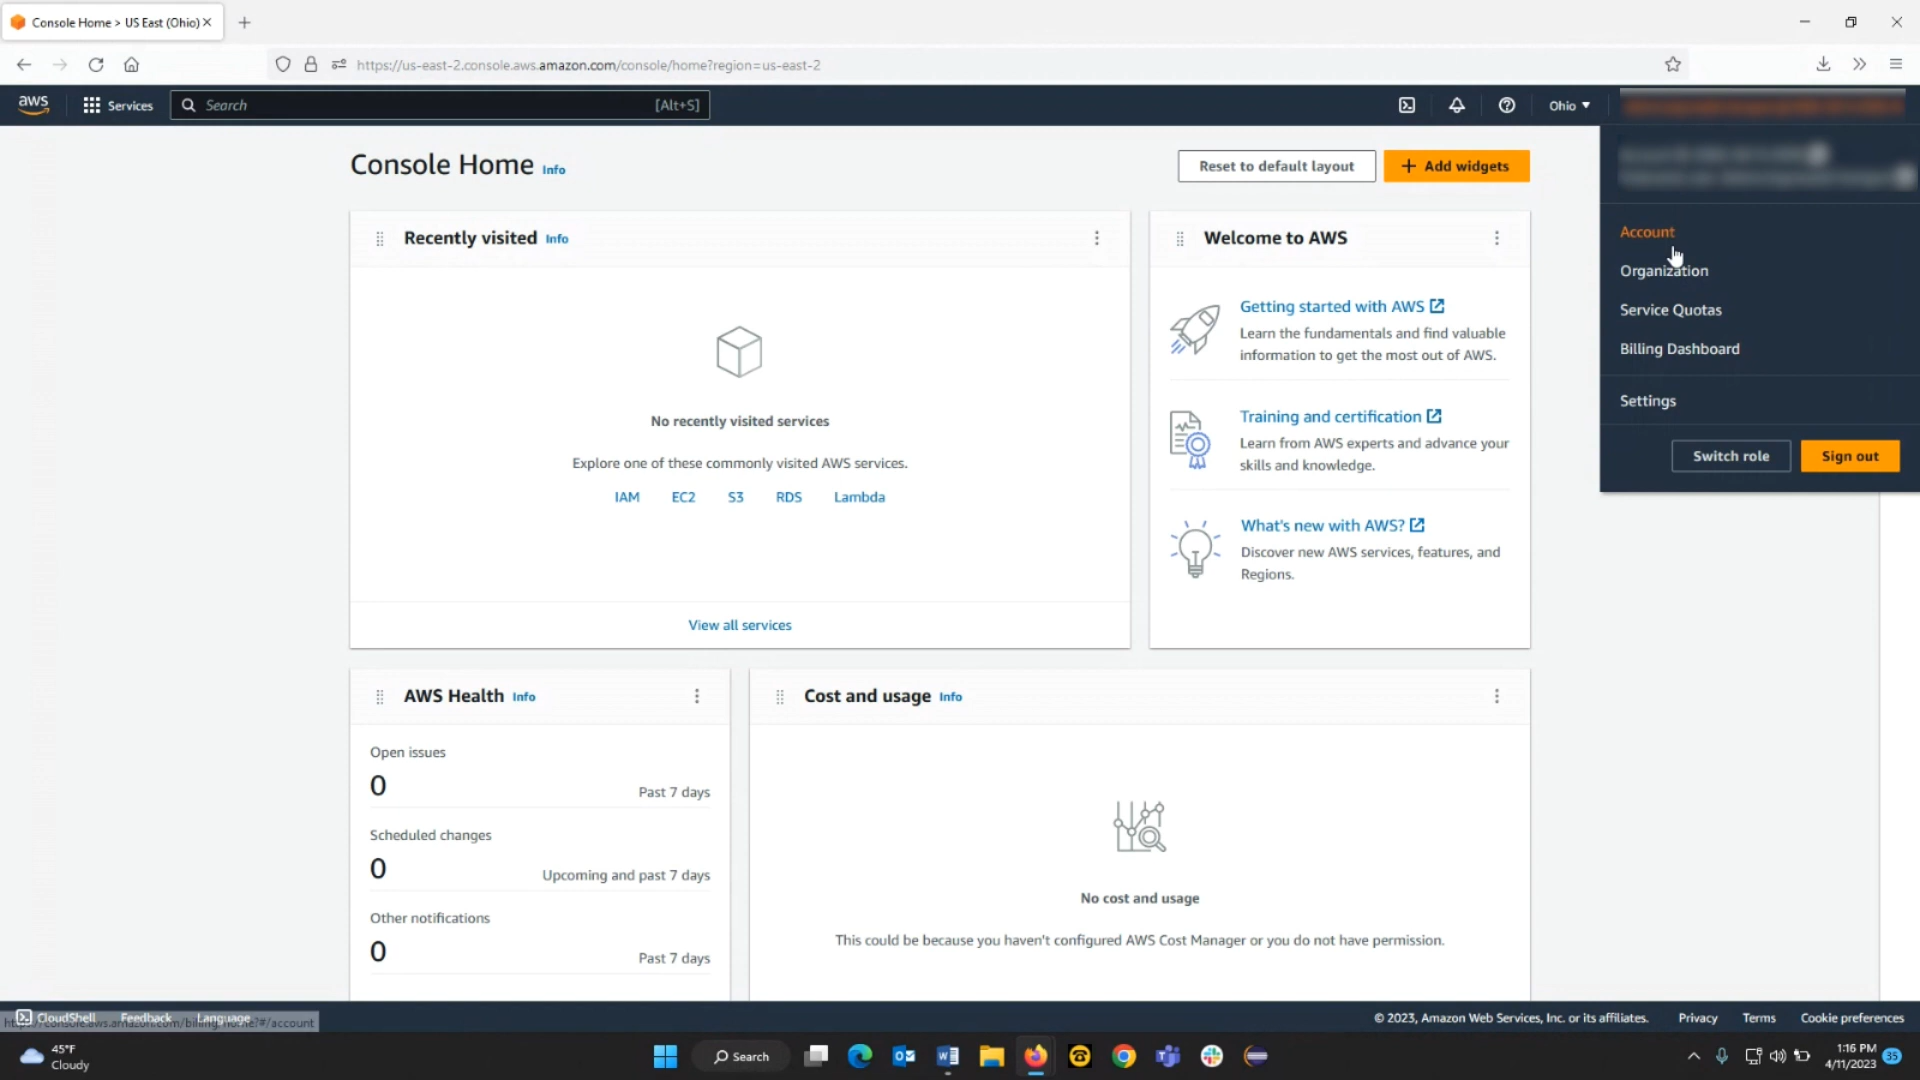 Console Home > US East (Ohio)
https://us-east-2.console.aws.amazon.com/console/home?region=us-east-2
aws
Services
Search
[Alt+S]
Ohio
Console Home Info
Reset to default layout
Add widgets
Account
Organization
Service Quotas
Billing Dashboard
Settings
Switch role
Sign out
Recently visited Info
No recently visited services
Explore one of these commonly visited AWS services.
IAM EC2 S3 RDS Lambda
View all services
Welcome to AWS
Getting started with AWS
Learn the fundamentals and find valuable
information to get the most out of AWS.
Training and certification
Learn from AWS experts and advance your
skills and knowledge.
What's new with AWS?
Discover new AWS services, features, and
Regions.
AWS Health Info
Open issues
0
Past 7 days
Scheduled changes
0
Upcoming and past 7 days
Other notifications
0
Past 7 days
Cost and usage Info
No cost and usage
This could be because you haven't configured AWS Cost Manager or you do not have permission.
CloudShell Feedback Language
© 2023, Amazon Web Services, Inc. or its affiliates. Privacy Terms Cookie preferences
45°F
Cloudy
Search
1:16 PM
4/11/2023
35